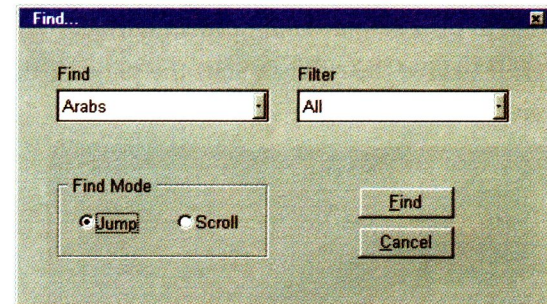 Find...
Find Filter
Arabs All
Find Mode
Jump Scroll
Find
Cancel